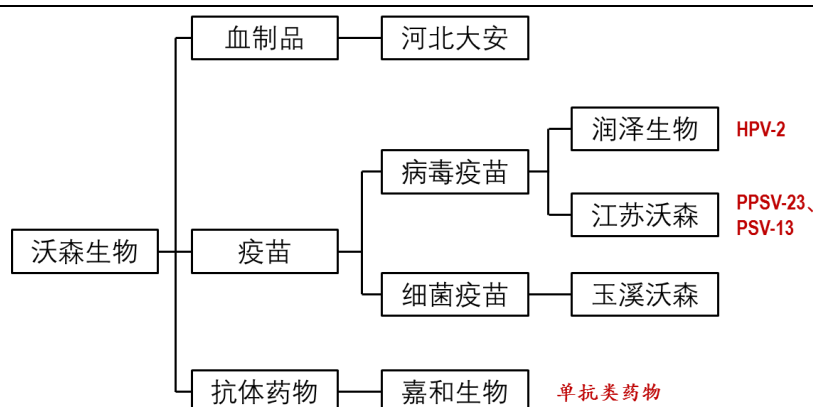 血制品
河北大安
润泽生物
HPV-2
病毒疫苗
江苏沃森
PPSV-23、
PSV-13
沃森生物
疫苗
细菌疫苗
玉溪沃森
抗体药物
嘉和生物
单抗类药物